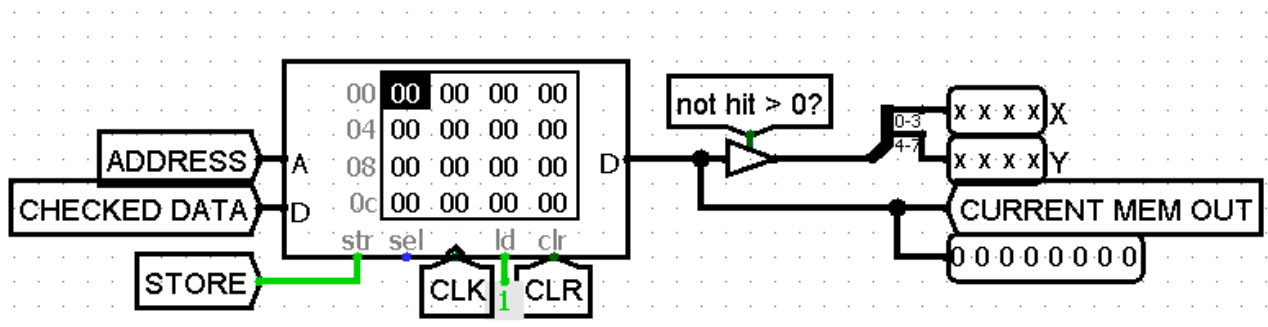 not hit > 0?
00 00 00 00 00
04 00 00 00 00
08 00 00 00 00
0c 00 00 00 00
0-3
x x x x X
4-7
x x x x Y
ADDRESS
A
D
CHECKED DATA
D
CURRENT MEM OUT
str sel ld clr
0 0 0 0 0 0 0 0
STORE
CLK
1
CLR